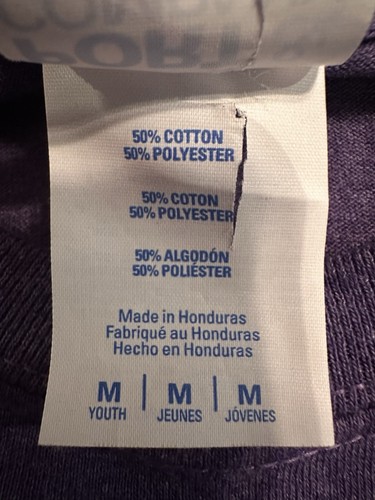 50% COTTON
50% POLYESTER
50% COTON
50% POLYESTER
50% ALGODÓN
50% POLIÉSTER
Made in Honduras
Fabriqué au Honduras
Hecho en Honduras
M | M | M
YOUTH JEUNES JÓVENES